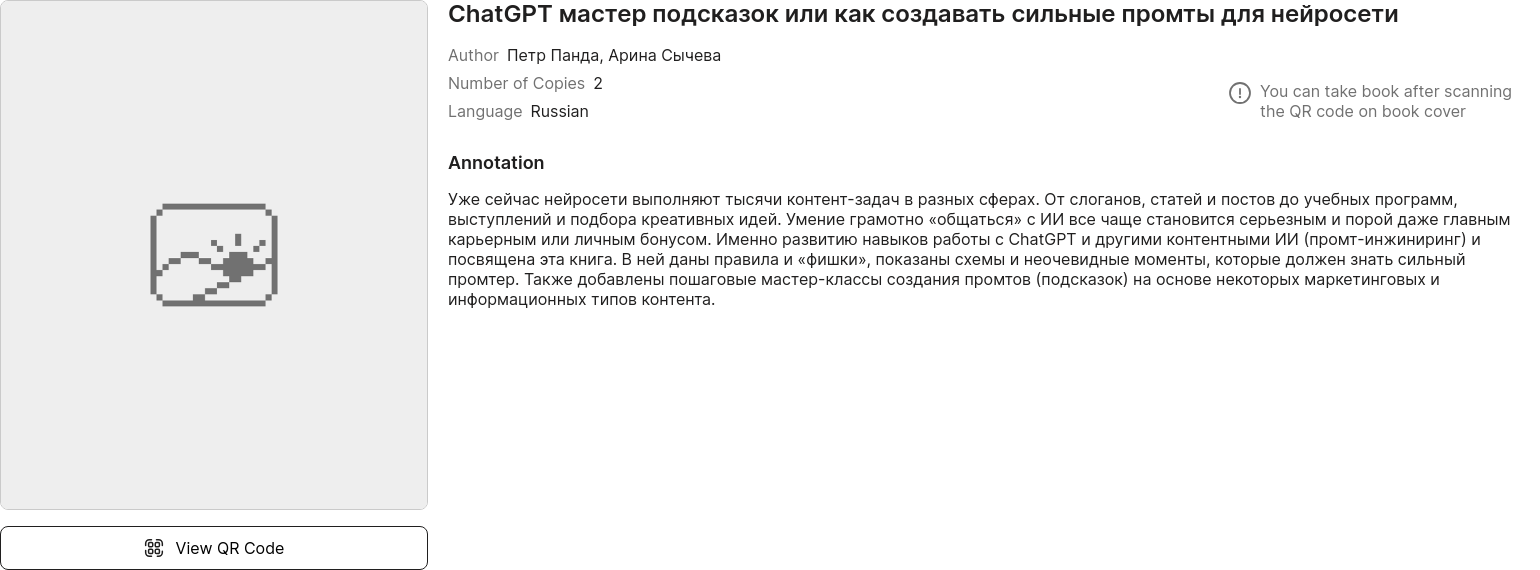 ChatGPT мастер подсказок или как создавать сильные промты для нейросети
Author Петр Панда, Арина Сычева
Number of Copies 2
Language Russian
You can take book after scanning
the QR code on book cover
Annotation
Уже сейчас нейросети выполняют тысячи контент-задач в разных сферах. От слоганов, статей и постов до учебных программ,
выступлений и подбора креативных идей. Умение грамотно «общаться» с ИИ все чаще становится серьезным и порой даже главным
карьерным или личным бонусом. Именно развитию навыков работы с ChatGPT и другими контентными ИИ (промт-инжиниринг) и
посвящена эта книга. В ней даны правила и «фишки», показаны схемы и неочевидные моменты, которые должен знать сильный
промтер. Также добавлены пошаговые мастер-классы создания промтов (подсказок) на основе некоторых маркетинговых и
информационных типов контента.
View QR Code